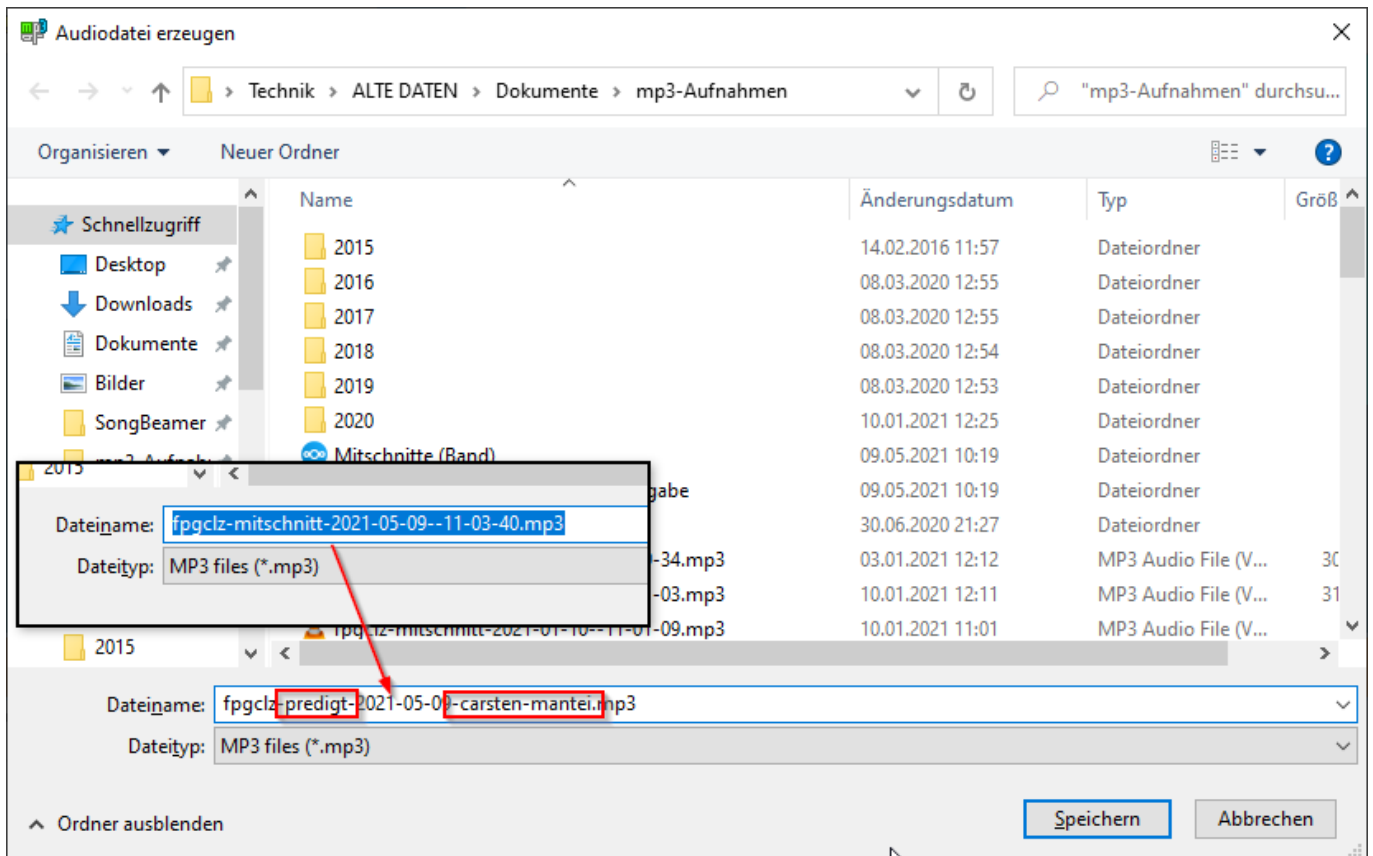 Audiodatei erzeugen
Technik > ALTE DATEN > Dokumente > mp3-Aufnahmen
"mp3-Aufnahmen" durchsu...
Organisieren
Neuer Ordner
Name
Änderungsdatum
Typ
Größ
Schnellzugriff
Desktop
Downloads
Dokumente
Bilder
SongBeamer
2015 14.02.2016 11:57 Dateiordner
2016 08.03.2020 12:55 Dateiordner
2017 08.03.2020 12:55 Dateiordner
2018 08.03.2020 12:54 Dateiordner
2019 08.03.2020 12:53 Dateiordner
2020 10.01.2021 12:25 Dateiordner
Mitschnitte (Band) 09.05.2021 10:19 Dateiordner
gabe 09.05.2021 10:19 Dateiordner
30.06.2020 21:27 Dateiordner
-34.mp3 03.01.2021 12:12 MP3 Audio File (V... 30
-03.mp3 10.01.2021 12:11 MP3 Audio File (V... 31
fpgclz-mitschnitt-2021-01-10--11-01-09.mp3 10.01.2021 11:01 MP3 Audio File (V...
2015
Dateiname: fpgclz-mitschnitt-2021-05-09--11-03-40.mp3
Dateityp: MP3 files (*.mp3)
2015
Dateiname: fpgclz-predigt-2021-05-09-carsten-mantei.mp3
Dateityp: MP3 files (*.mp3)
Ordner ausblenden
Speichern
Abbrechen